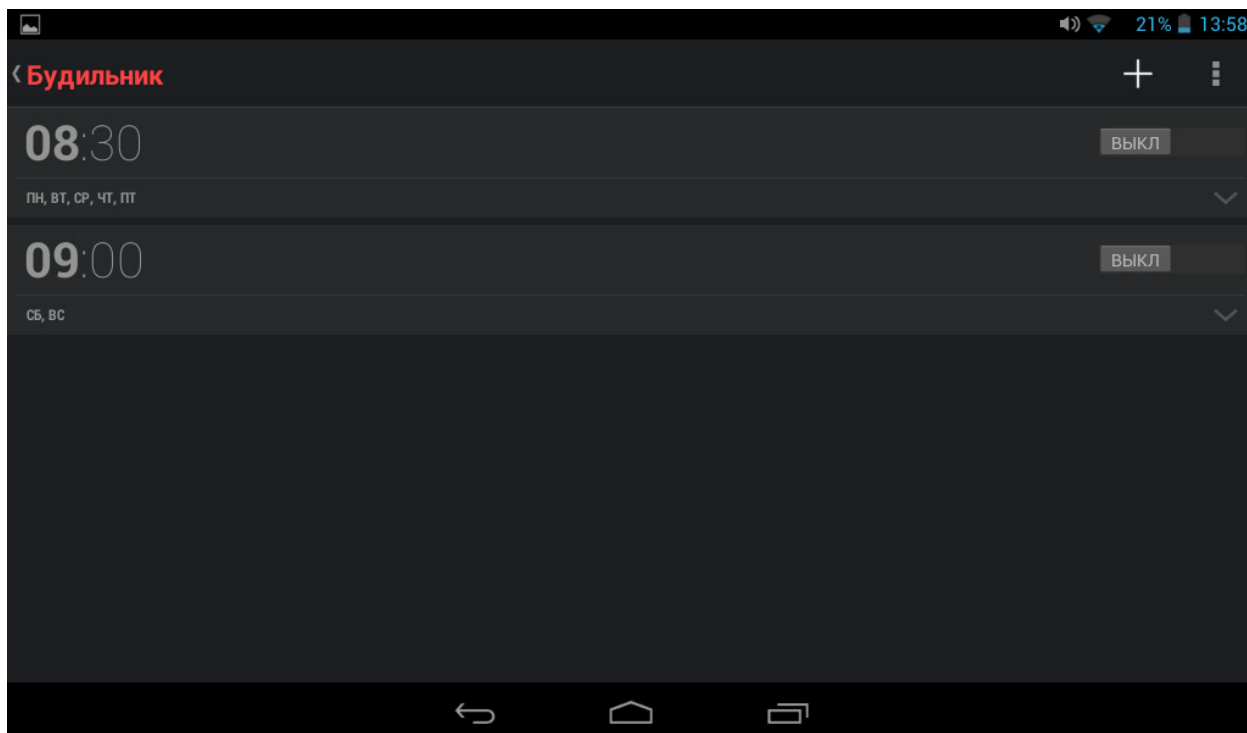 21% 13:58
Будильник
08:30
ВЫКЛ
ПН, ВТ, СР, ЧТ, ПТ
09:00
ВЫКЛ
СБ, ВС